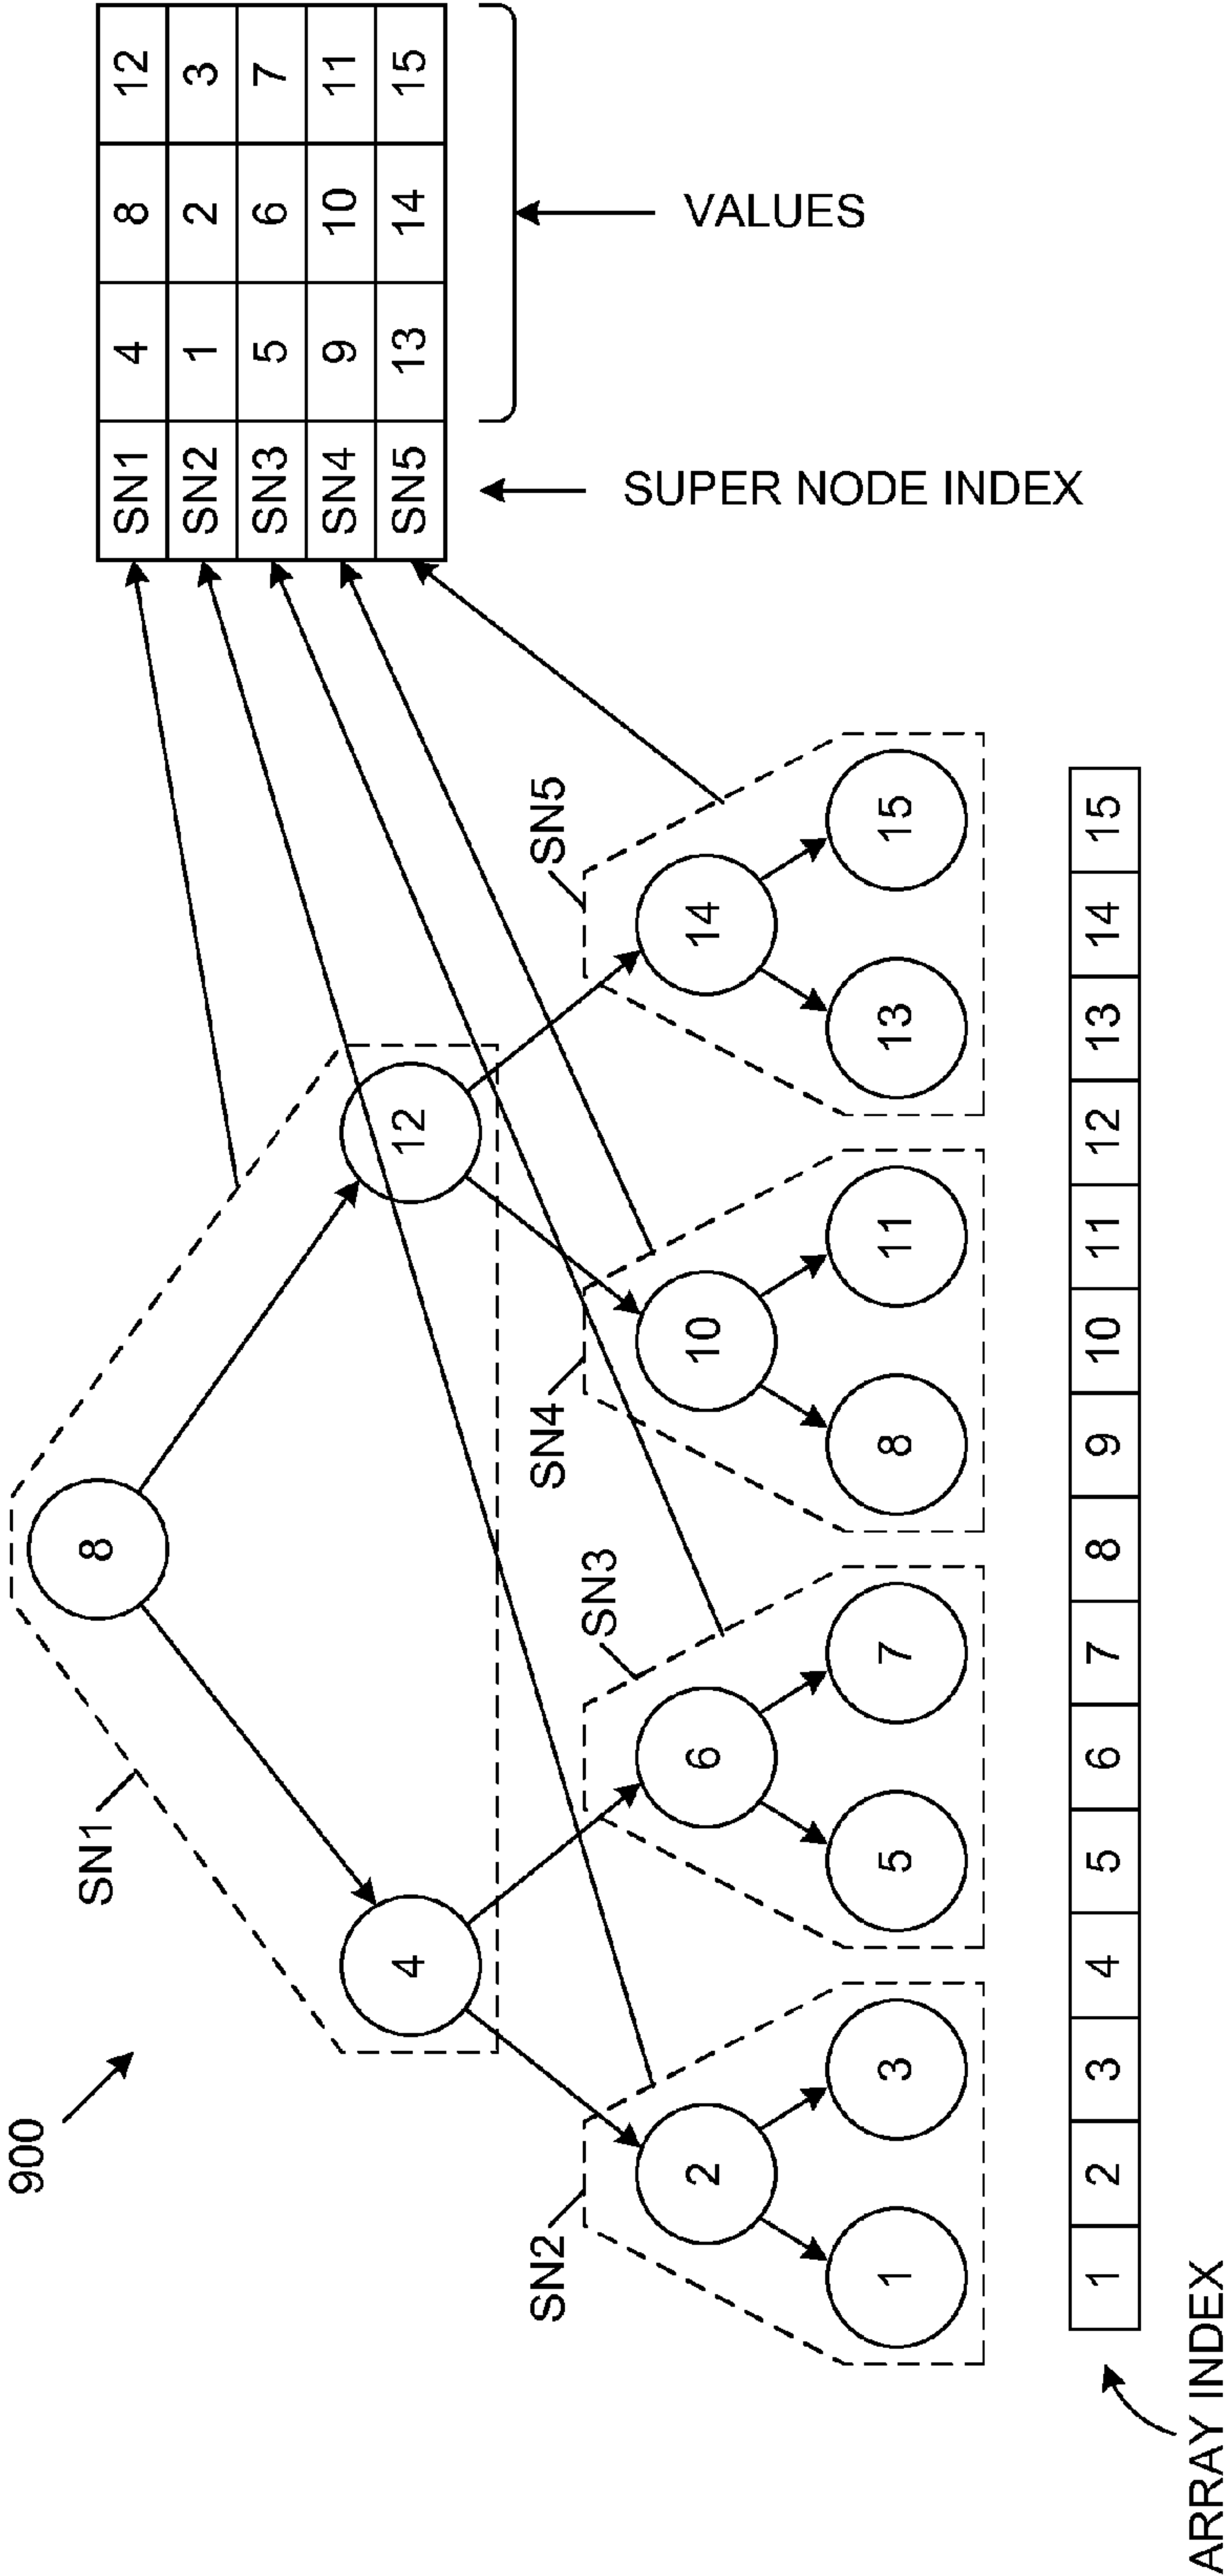 900
SN1
8
4
12
SN2
SN3
SN4
SN5
2
6
10
14
1
3
5
7
8
11
13
15
1 2 3 4 5 6 7 8 9 10 11 12 13 14 15
ARRAY INDEX
SN1 4 8 12
SN2 1 2 3
SN3 5 6 7
SN4 9 10 11
SN5 13 14 15
SUPER NODE INDEX
VALUES